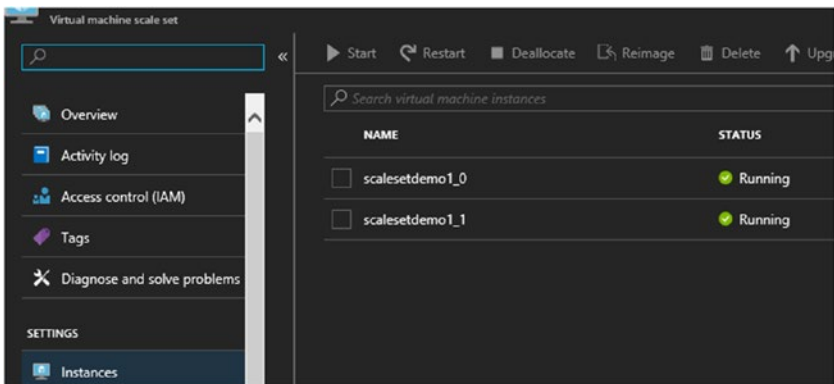 Virtual machine scale set
«
Start Restart Deallocate Reimage Delete Upg
Search virtual machine instances
NAME STATUS
Overview
Activity log
scalesetdemo1_0 Running
Access control (IAM)
scalesetdemo1_1 Running
Tags
Diagnose and solve problems
SETTINGS
Instances